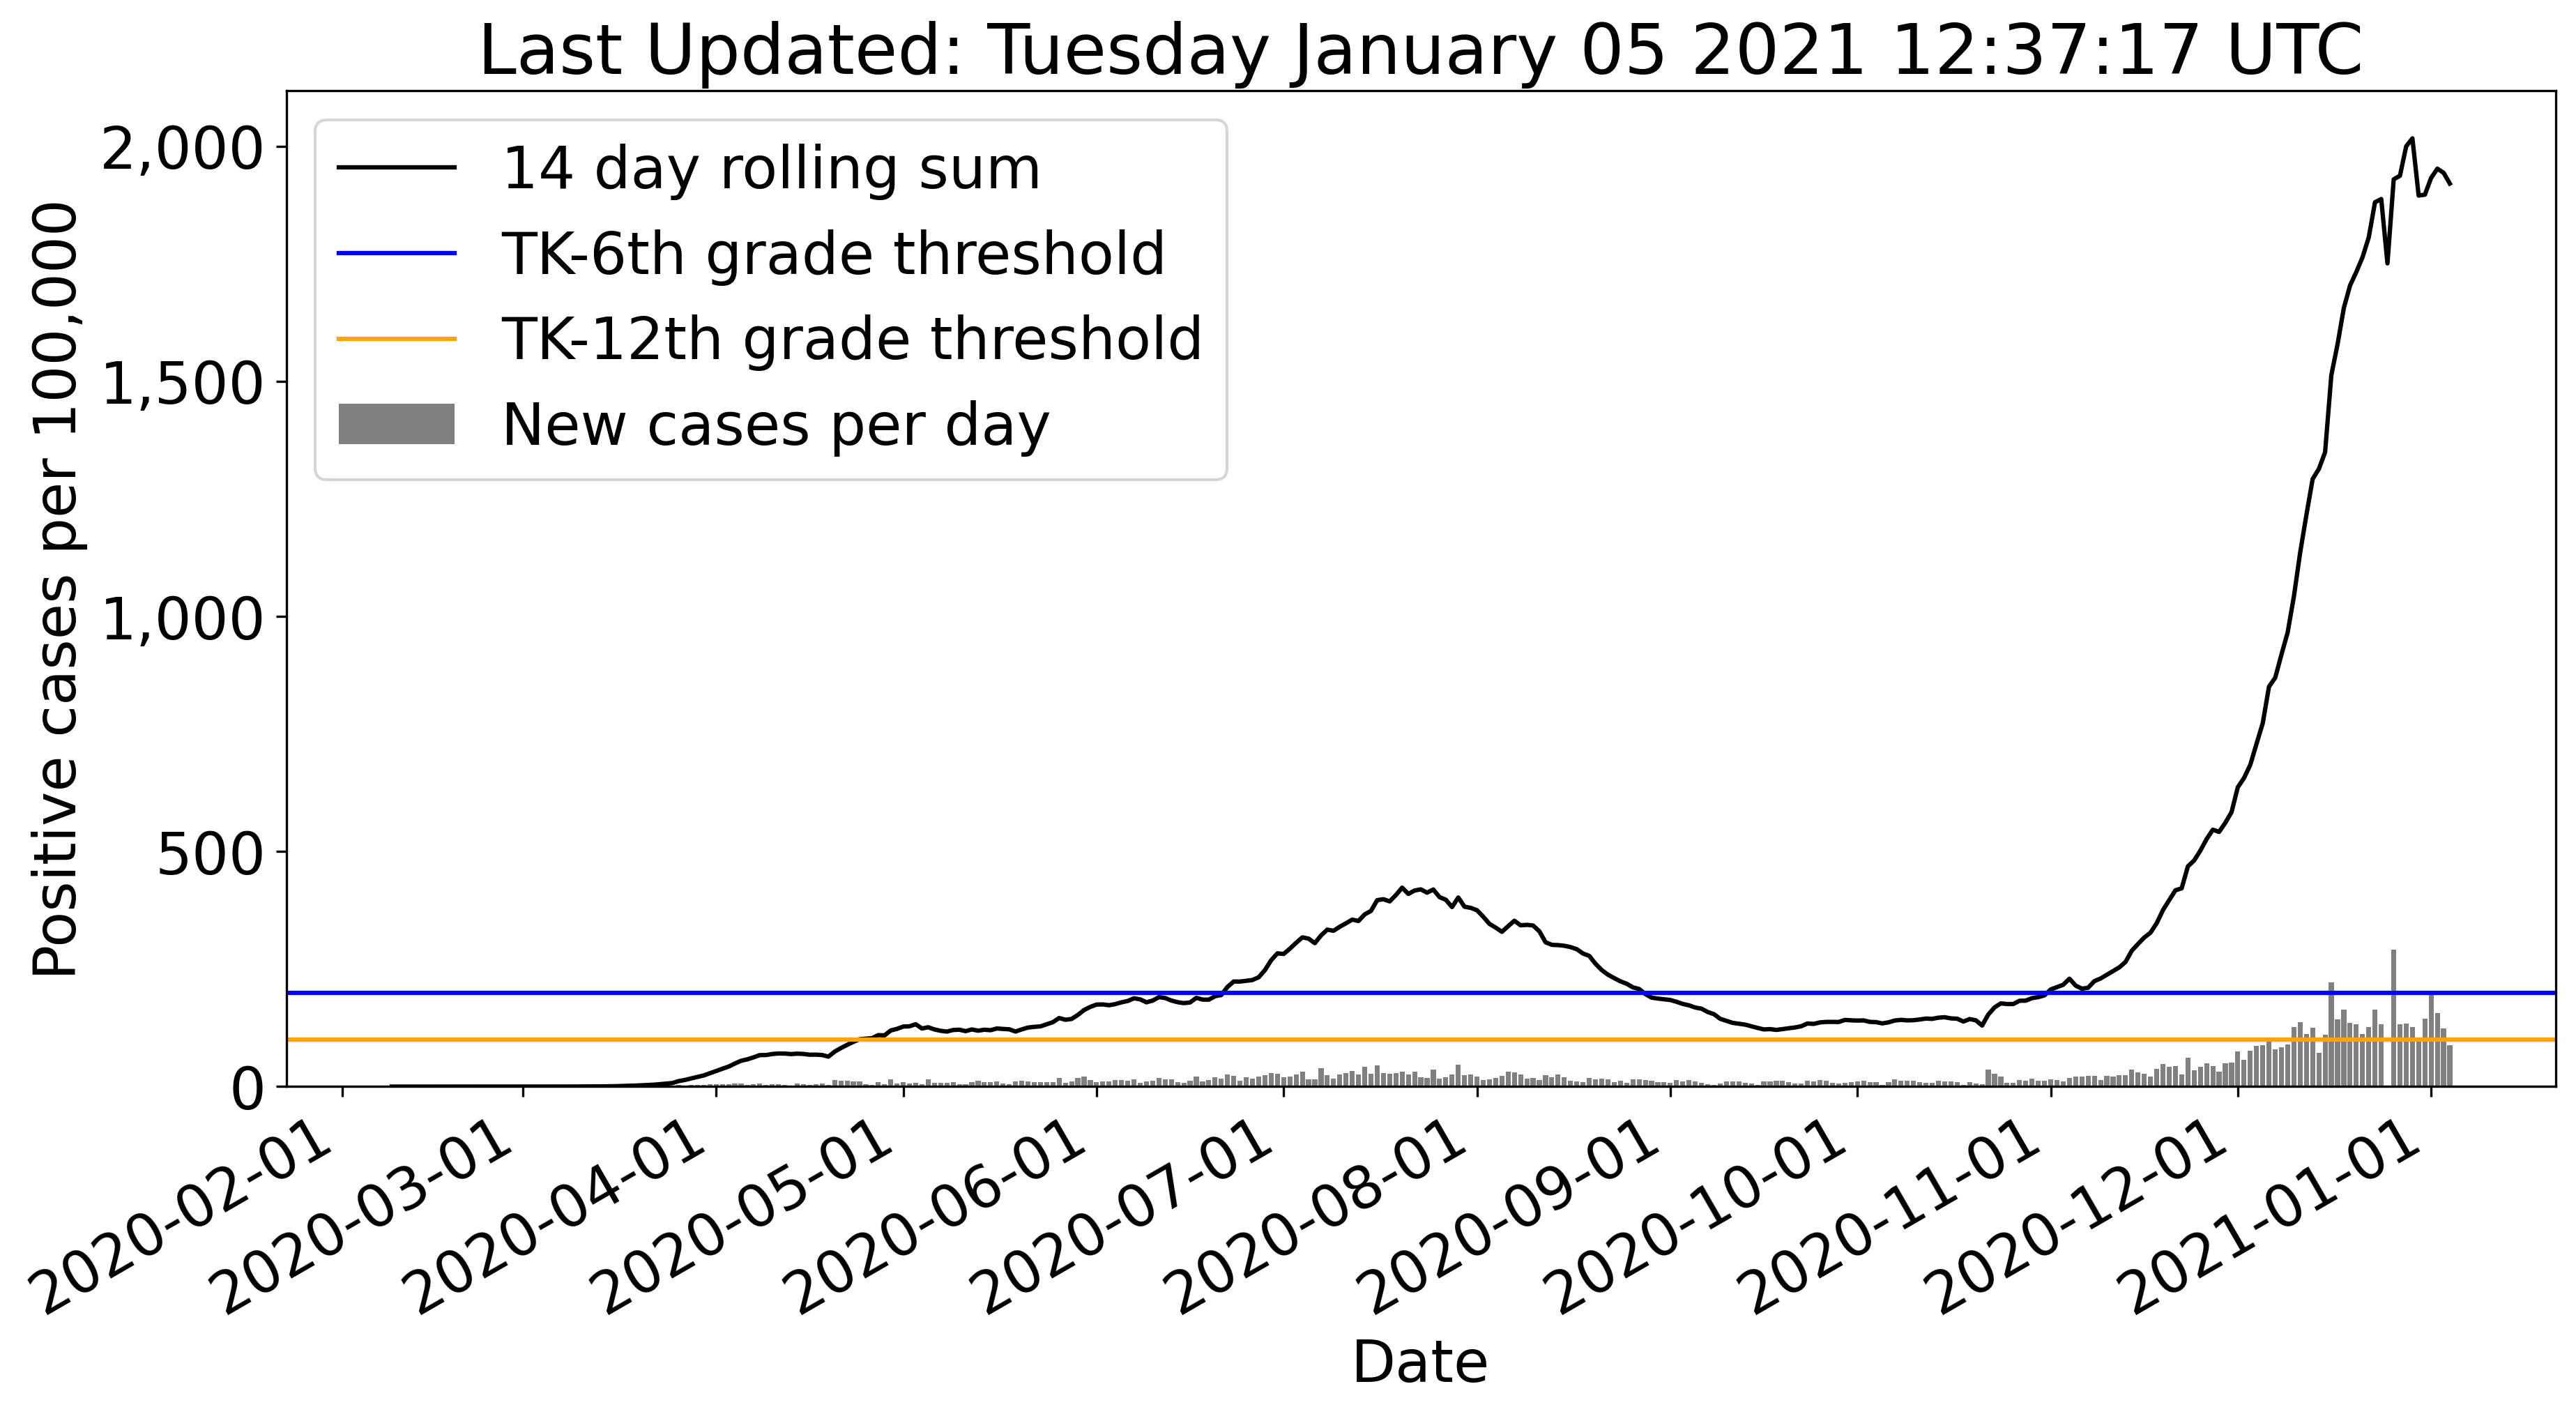 Last Updated: Tuesday January 05 2021 12:37:17 UTC
14 day rolling sum
TK-6th grade threshold
TK-12th grade threshold
New cases per day
Positive cases per 100,000
2,000
1,500
1,000
500
0
2020-02-01
2020-03-01
2020-04-01
2020-05-01
2020-06-01
2020-07-01
2020-08-01
2020-09-01
2020-10-01
2020-11-01
2020-12-01
2021-01-01
Date